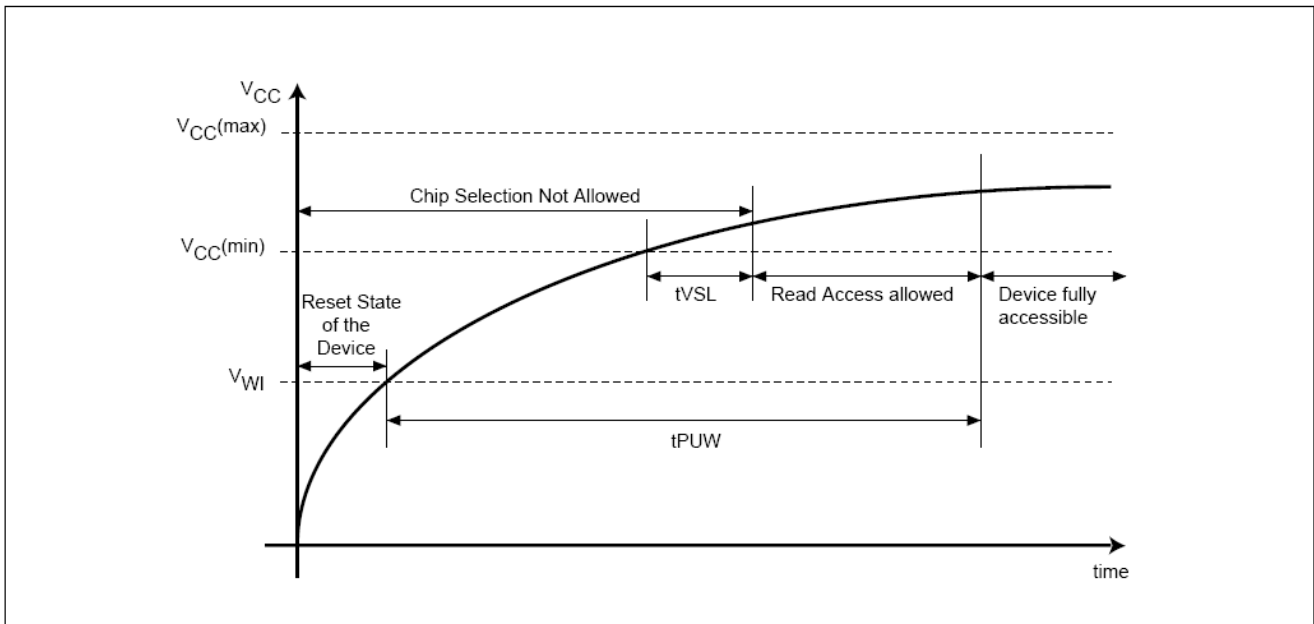 VCC
VCC(max)
Chip Selection Not Allowed
VCC(min)
tVSL
Read Access allowed
Device fully
accessible
Reset State
of the
Device
VWI
tPUW
time